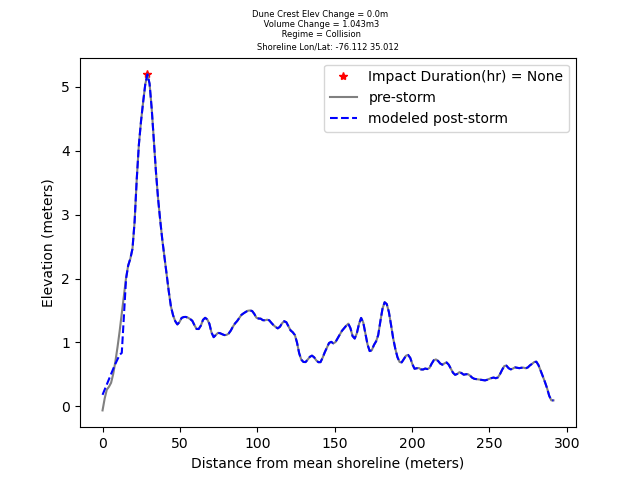 Dune Crest Elev Change = 0.0m
Volume Change = 1.043m3
Regime = Collision
Shoreline Lon/Lat: -76.112 35.012
Impact Duration(hr) = None
pre-storm
modeled post-storm
Elevation (meters)
5
4
3
2
1
0
0 50 100 150 200 250 300
Distance from mean shoreline (meters)